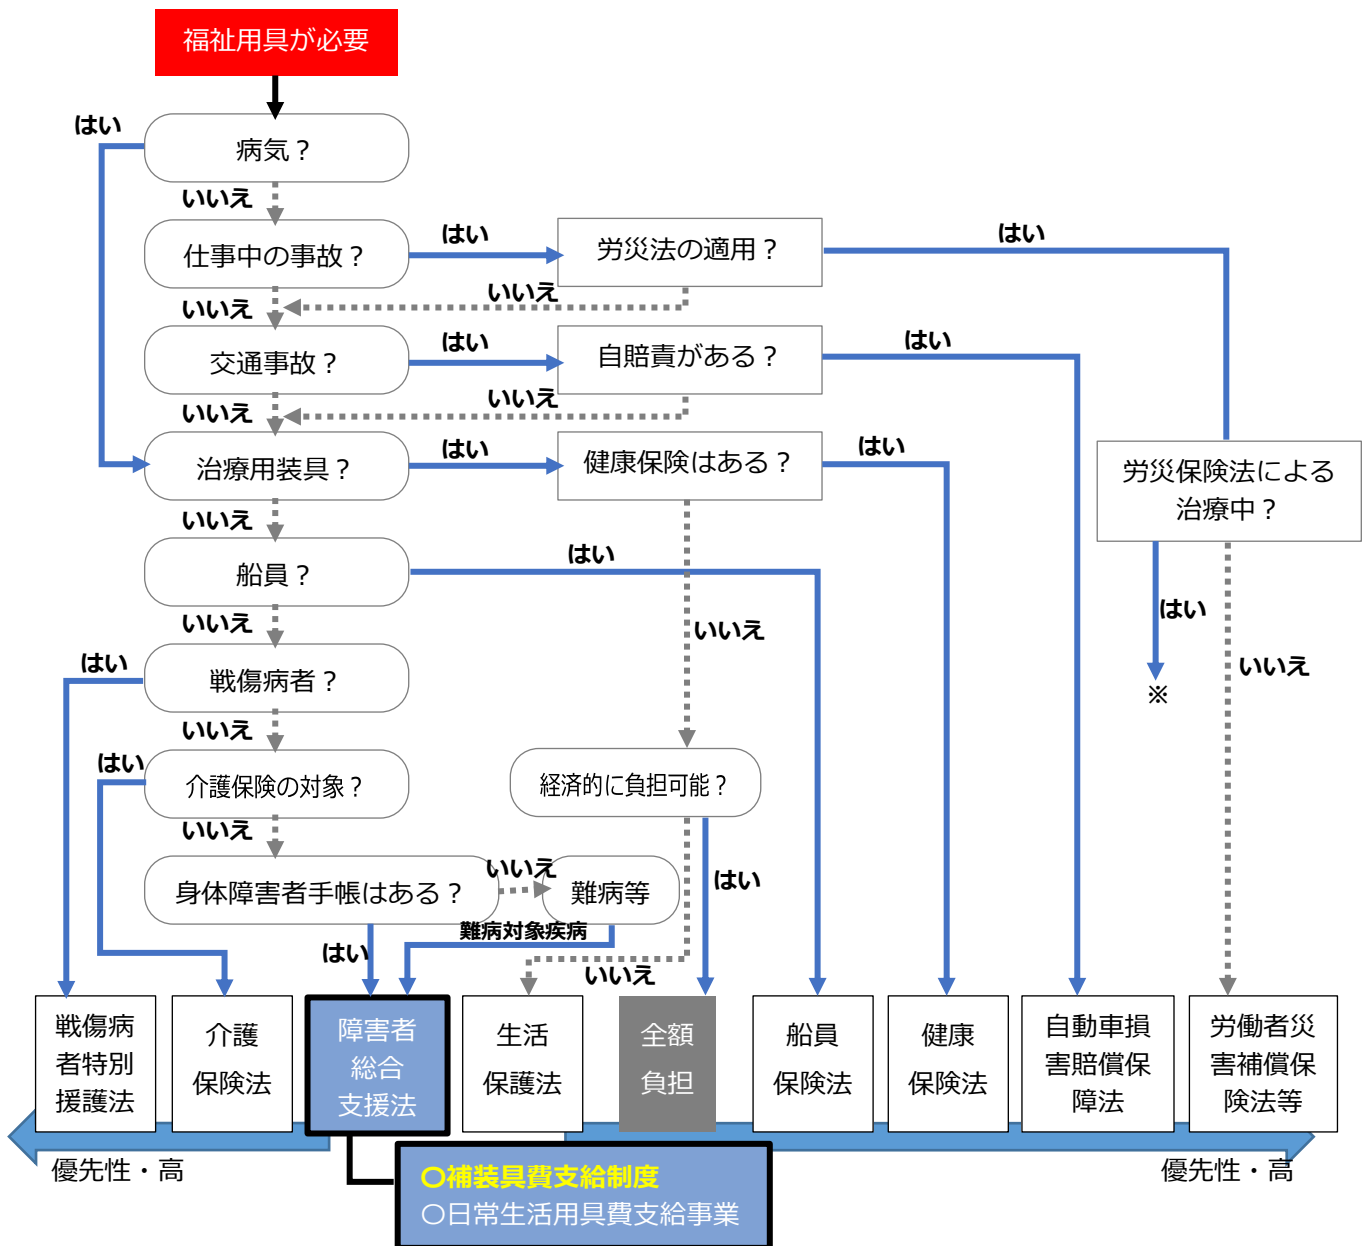 福祉用具が必要
はい
病気？
いいえ
仕事中の事故？
はい
労災法の適用？
はい
いいえ
いいえ
交通事故？
はい
自賠責がある？
はい
いいえ
いいえ
治療用装具？
はい
健康保険はある？
はい
労災保険法による
治療中？
いいえ
船員？
はい
はい
※
いいえ
いいえ
いいえ
はい
戦傷病者？
いいえ
はい
介護保険の対象？
経済的に負担可能？
いいえ
身体障害者手帳はある？
いいえ
難病等
はい
はい
難病対象疾病
いいえ
戦傷病
者特別
援護法
介護
保険法
障害者
総合
支援法
生活
保護法
全額
負担
船員
保険法
健康
保険法
自動車損
害賠償保
障法
労働者災
害補償保
険法等
優先性・高
優先性・高
〇補装具費支給制度
〇日常生活用具費支給事業